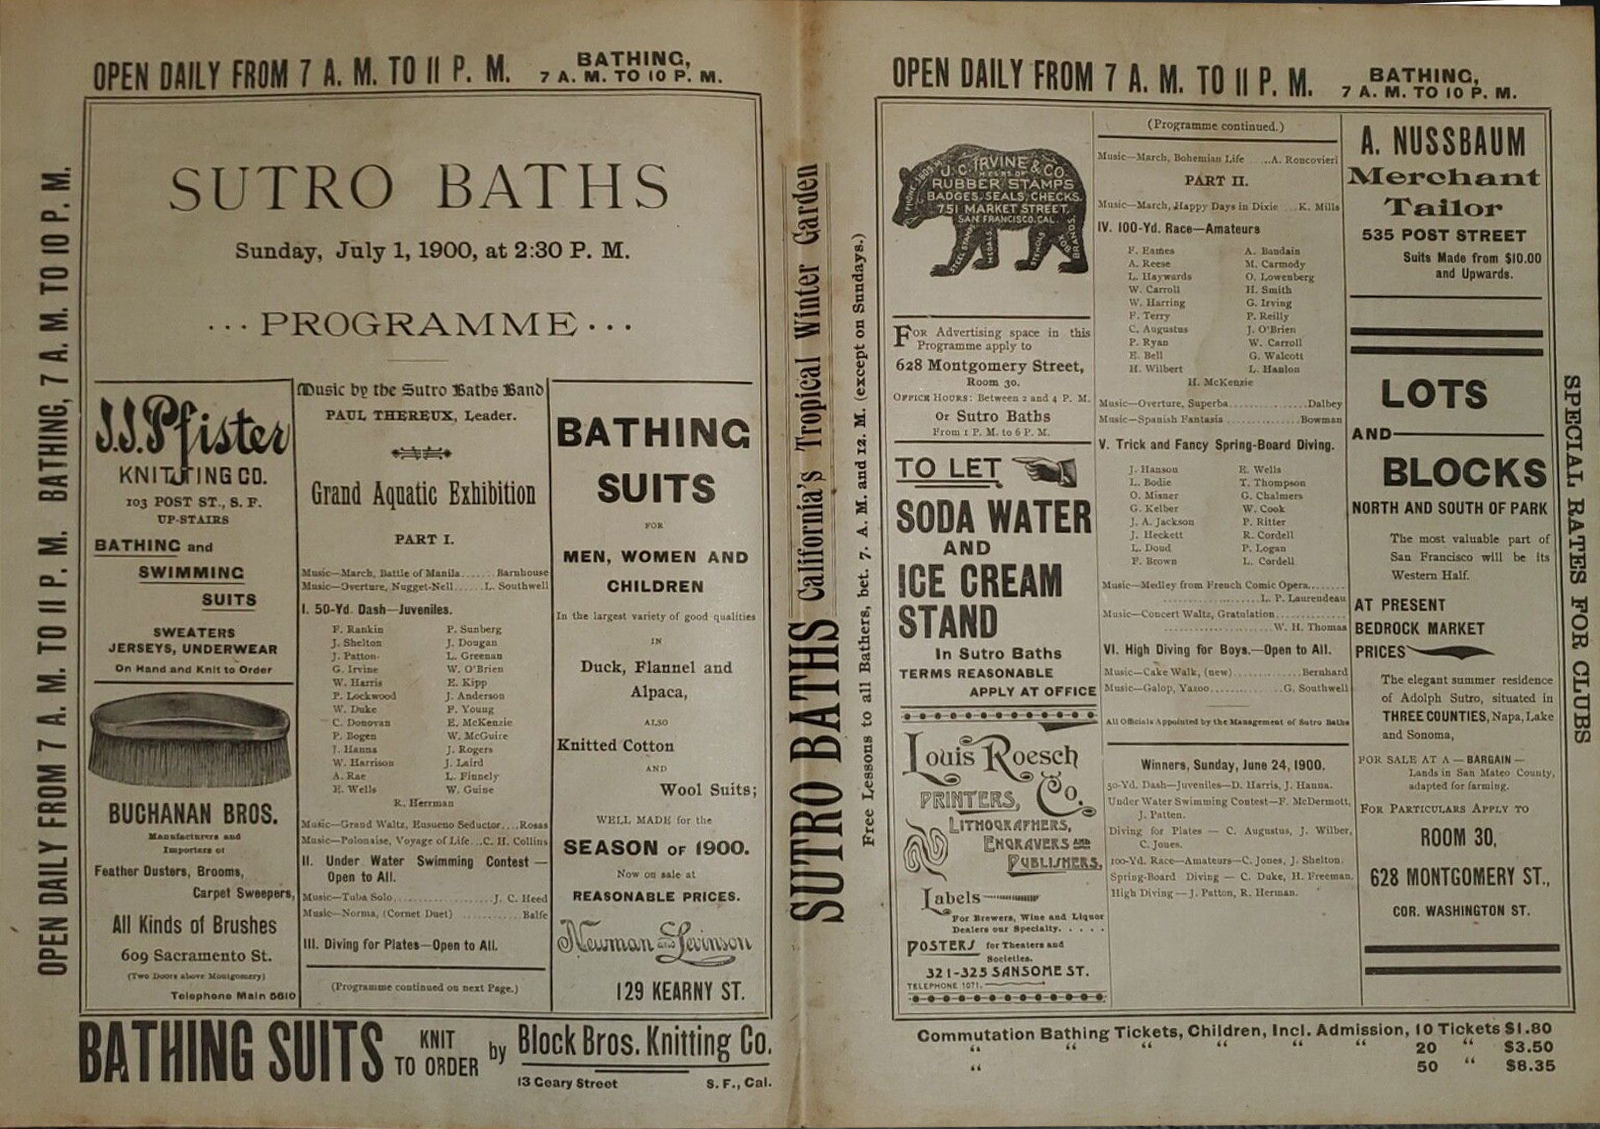 OPEN DAILY FROM 7 A. M. TO 11 P. M.
BATHING,
7 A. M. TO 10 P. M.
OPEN DAILY FROM 7 A. M. TO 11 P. M. BATHING, 7 A. M. TO 10 P. M.
SUTRO BATHS
Sunday, July 1, 1900, at 2:30 P. M.
...PROGRAMME...
J.J. Pfister
KNITTING CO.
103 POST ST., S. F.
UP-STAIRS
BATHING and
SWIMMING
SUITS
SWEATERS
JERSEYS, UNDERWEAR
On Hand and Knit to Order
BUCHANAN BROS.
Manufacturers and
Importers of
Feather Dusters, Brooms,
Carpet Sweepers,
All Kinds of Brushes
609 Sacramento St.
(Two Doors above Montgomery)
Telephone Main 5610
Music by the Sutro Baths Band
PAUL THEREUX, Leader.
Grand Aquatic Exhibition
PART I.
Music—March, Battle of Manila......Barnhouse
Music—Overture, Nugget-Nell......L. Southwell
I. 50-Yd. Dash—Juveniles.
F. Rankin P. Sunberg
J. Shelton J. Dougan
J. Patton L. Greenan
G. Irvine W. O'Brien
W. Harris E. Kipp
P. Lockwood J. Anderson
W. Duke F. Young
C. Donovan E. McKenzie
P. Bogen W. McGuire
J. Hanna J. Rogers
W. Harrison J. Laird
A. Rae L. Finnely
E. Wells W. Guine
R. Herrman
Music—Grand Waltz, Eusueno Seductor....Rosas
Music—Polonaise, Voyage of Life...C. H. Collins
II. Under Water Swimming Contest —
Open to All.
Music—Tuba Solo..........J. C. Heed
Music—Norma, (Cornet Duet) ..........Balfe
III. Diving for Plates—Open to All.
(Programme continued on next Page.)
BATHING
SUITS
FOR
MEN, WOMEN AND
CHILDREN
In the largest variety of good qualities
IN
Duck, Flannel and
Alpaca,
ALSO
Knitted Cotton
AND
Wool Suits;
WELL MADE for the
SEASON OF 1900.
Now on sale at
REASONABLE PRICES.
Newman and Levinson
129 KEARNY ST.
BATHING SUITS KNIT
TO ORDER by Block Bros. Knitting Co.
13 Geary Street S. F., Cal.
SUTRO BATHS California's Tropical Winter Garden
Free Lessons to all Bathers, bet. 7. A. M. and 12. M. (except on Sundays.)
OPEN DAILY FROM 7 A. M. TO 11 P. M.
BATHING,
7 A. M. TO 10 P. M.
J. C. IRVINE & CO.
MFRS OF
RUBBER STAMPS
BADGES, SEALS, CHECKS.
751 MARKET STREET,
SAN FRANCISCO. CAL.
For Advertising space in this
Programme apply to
628 Montgomery Street,
Room 30.
OFFICE HOURS: Between 2 and 4 P. M.
Or Sutro Baths
From 1 P. M. to 6 P. M.
TO LET
SODA WATER
AND
ICE CREAM
STAND
In Sutro Baths
TERMS REASONABLE
APPLY AT OFFICE
Louis Roesch
Co.
PRINTERS,
LITHOGRAPHERS,
ENGRAVERS AND
PUBLISHERS.
Labels
For Brewers, Wine and Liquor
Dealers our Specialty. . . . .
POSTERS for Theaters and
Societies.
321-325 SANSOME ST.
TELEPHONE 1071.
(Programme continued.)
Music—March, Bohemian Life ....A. Roncovieri
PART II.
Music—March, Happy Days in Dixie ...K. Mills
IV. 100-Yd. Race—Amateurs
F. Eames A. Bandain
A. Reese M. Carmody
L. Haywards O. Lowenberg
W. Carroll H. Smith
W. Harring G. Irving
F. Terry P. Reilly
C. Augustus J. O'Brien
P. Ryan W. Carroll
E. Bell G. Walcott
H. Wilbert L. Hanlon
H. McKenzie
Music—Overture, Superba..............Dalbey
Music—Spanish Fantasia..............Bowman
V. Trick and Fancy Spring-Board Diving.
J. Hanson E. Wells
L. Bodie T. Thompson
O. Misner G. Chalmers
G. Kelber W. Cook
J. A. Jackson P. Ritter
J. Heckett R. Cordell
L. Doud P. Logan
F. Brown L. Cordell
Music—Medley from French Comic Opera........
..............L. P. Laurendeau
Music—Concert Waltz, Gratulation..............
..............W. H. Thomas
VI. High Diving for Boys.—Open to All.
Music—Cake Walk, (new) ..............Bernhard
Music—Galop, Yazoo..............G. Southwell
All Officials Appointed by the Management of Sutro Baths
Winners, Sunday, June 24, 1900.
50-Yd. Dash—Juveniles—D. Harris, J. Hanna.
Under Water Swimming Contest—F. McDermott,
J. Patten.
Diving for Plates — C. Augustus, J. Wilber,
C. Jones.
100-Yd. Race—Amateurs—C. Jones, J. Shelton.
Spring-Board Diving — C. Duke, H. Freeman.
High Diving — J. Patton, R. Herman.
A. NUSSBAUM
Merchant
Tailor
535 POST STREET
Suits Made from $10.00
and Upwards.
LOTS
AND
BLOCKS
NORTH AND SOUTH OF PARK
The most valuable part of
San Francisco will be its
Western Half.
AT PRESENT
BEDROCK MARKET
PRICES
The elegant summer residence
of Adolph Sutro, situated in
THREE COUNTIES, Napa, Lake
and Sonoma,
FOR SALE AT A — BARGAIN —
Lands in San Mateo County,
adapted for farming.
FOR PARTICULARS APPLY TO
ROOM 30,
628 MONTGOMERY ST.,
COR. WASHINGTON ST.
SPECIAL RATES FOR CLUBS
Commutation Bathing Tickets, Children, Incl. Admission, 10 Tickets $1.80
“ “ “ “ “ “ 20 “ $3.50
“ 50 “ $8.35